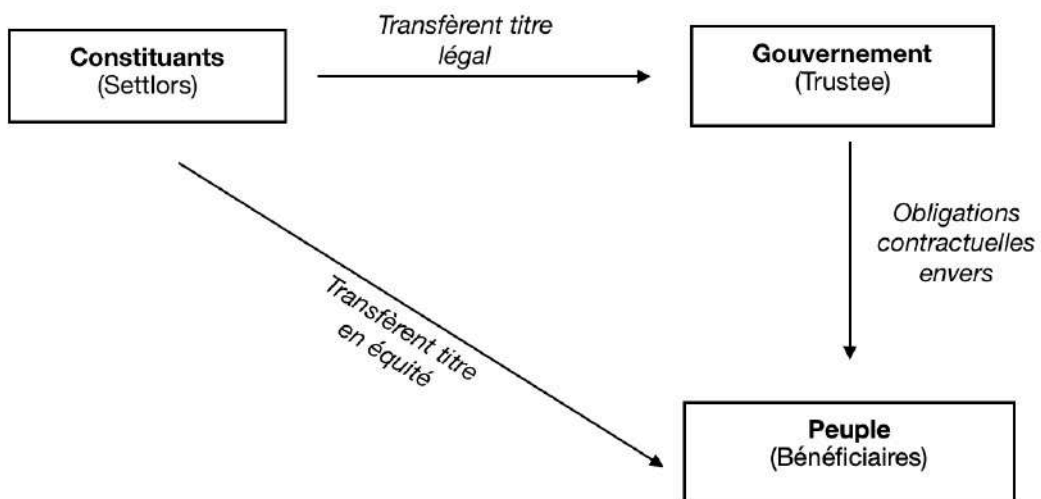 Transfèrent titre
légal
Constituants
(Settlors)
Gouvernement
(Trustee)
Obligations
contractuelles
envers
Transfèrent titre
en équité
Peuple
(Bénéficiaires)